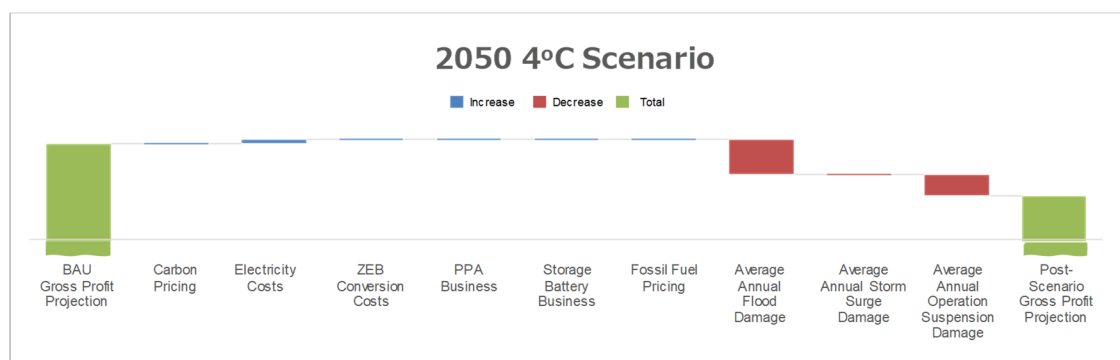 2050 4ºC Scenario
Increase
Decrease
Total
BAU
Gross Profit
Projection
Carbon
Pricing
Electricity
Costs
ZEB
Conversion
Costs
PPA
Business
Storage
Battery
Business
Fossil Fuel
Pricing
Average
Annual
Flood
Damage
Average
Annual Storm
Surge
Damage
Average
Annual
Operation
Suspension
Damage
Post-
Scenario
Gross Profit
Projection